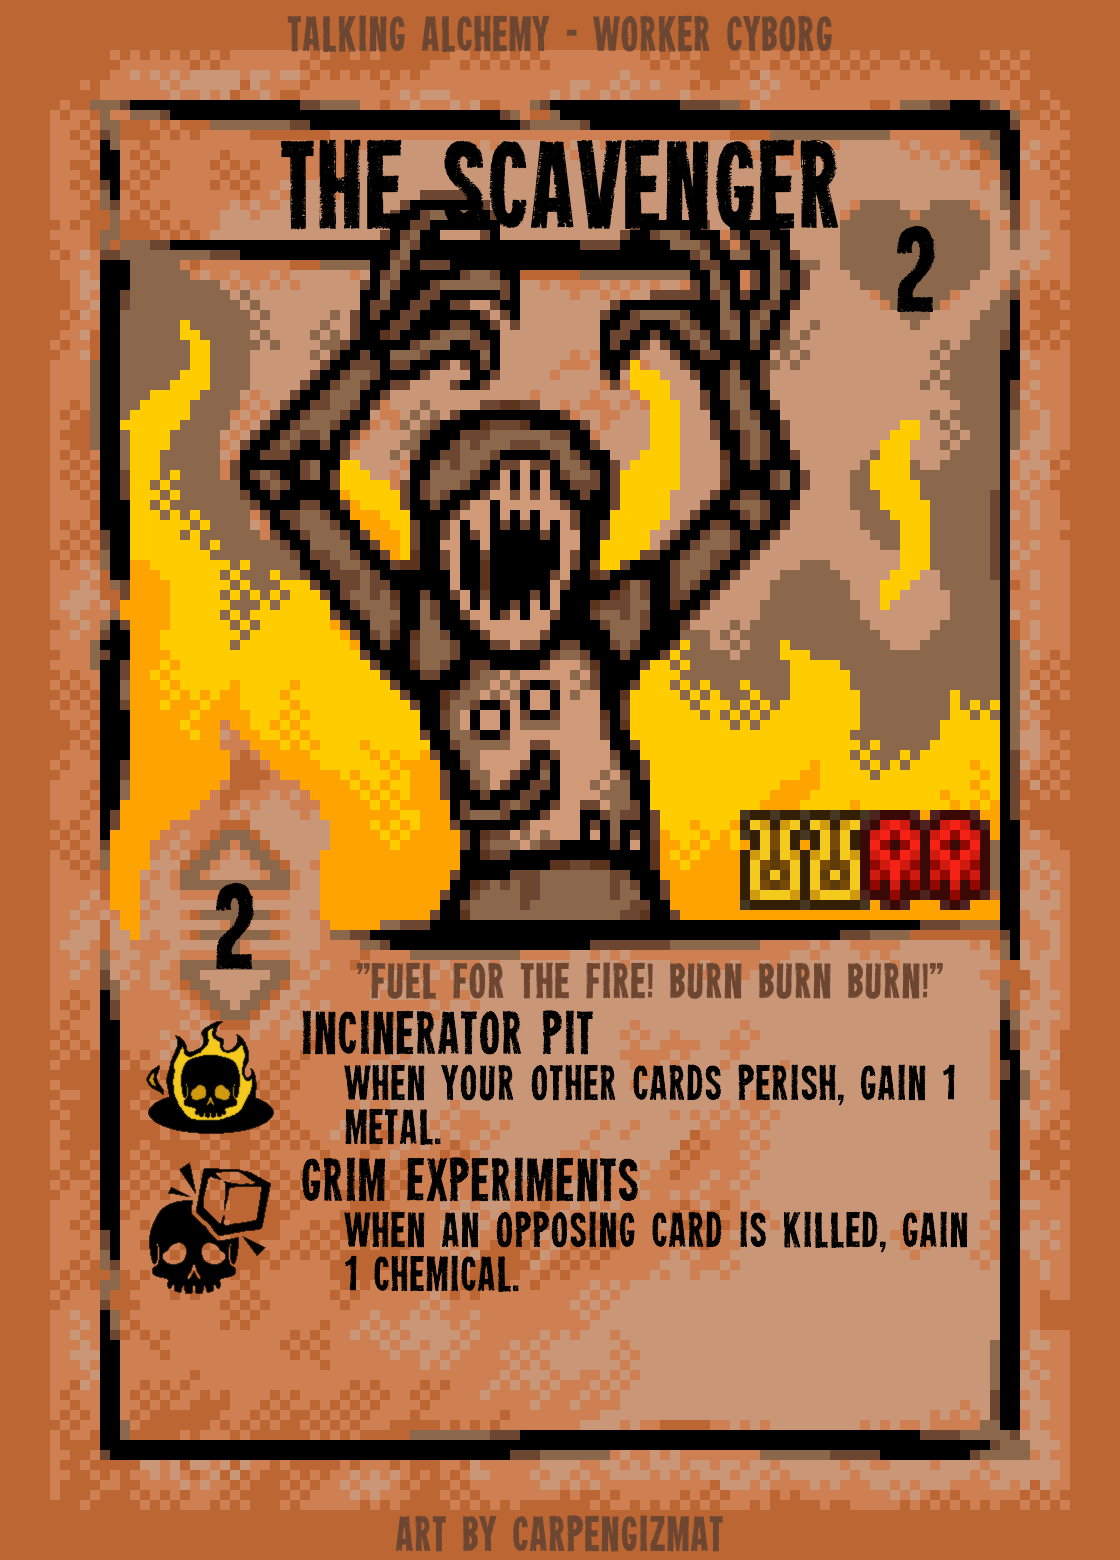 TALKING ALCHEMY - WORKER CYBORG
THE SCAVENGER
2
2
"FUEL FOR THE FIRE! BURN BURN BURN!"
INCINERATOR PIT
WHEN YOUR OTHER CARDS PERISH, GAIN 1
METAL.
GRIM EXPERIMENTS
WHEN AN OPPOSING CARD IS KILLED, GAIN
1 CHEMICAL.
ART BY CARPENGIZMAT